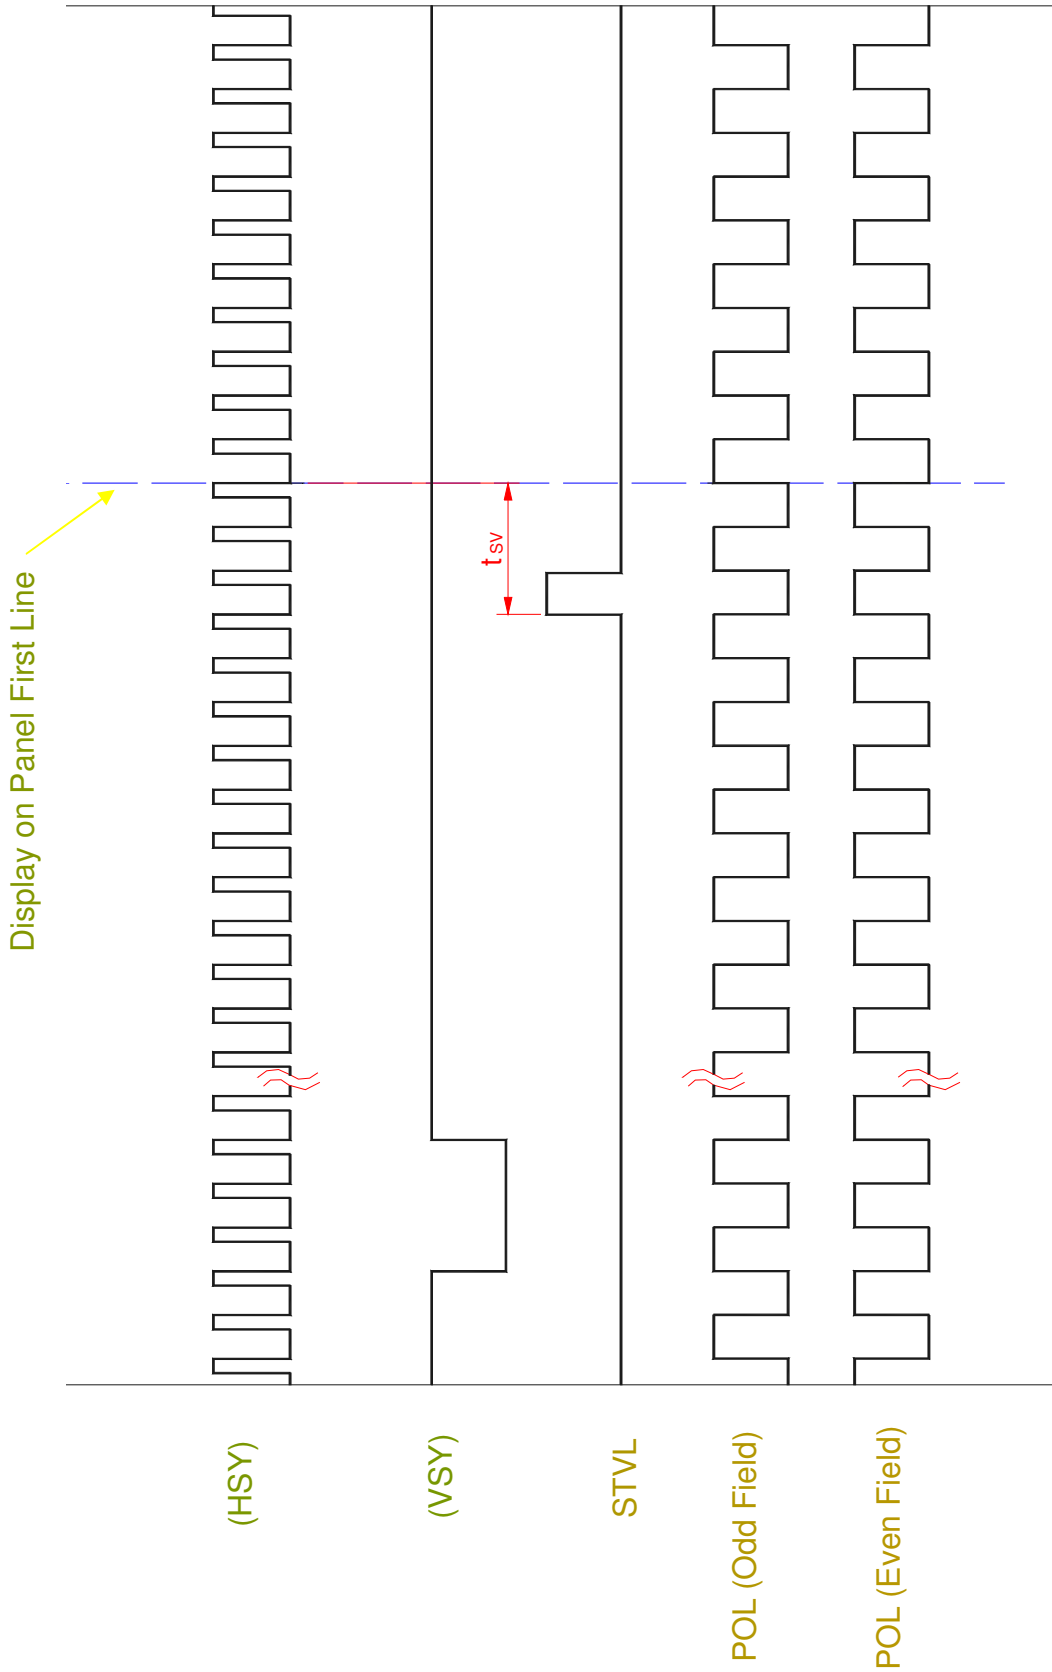 Display on Panel First Line
(HSY)
(VSY)
tsv
STVL
POL (Odd Field)
POL (Even Field)